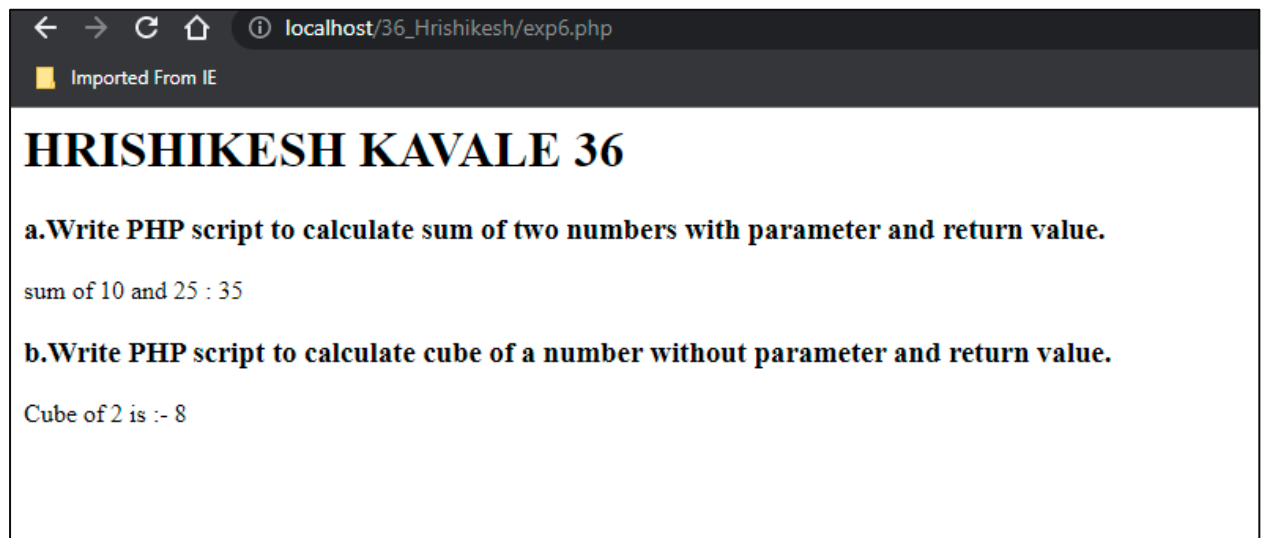 localhost/36_Hrishikesh/exp6.php
Imported From IE
HRISHIKESH KAVALE 36
a.Write PHP script to calculate sum of two numbers with parameter and return value.
sum of 10 and 25 : 35
b.Write PHP script to calculate cube of a number without parameter and return value.
Cube of 2 is :- 8